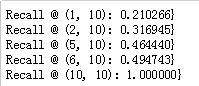 Recall @ (1, 10): 0.210266}
Recall @ (2, 10): 0.316945}
Recall @ (5, 10): 0.464440}
Recall @ (6, 10): 0.494743}
Recall @ (10, 10): 1.000000}